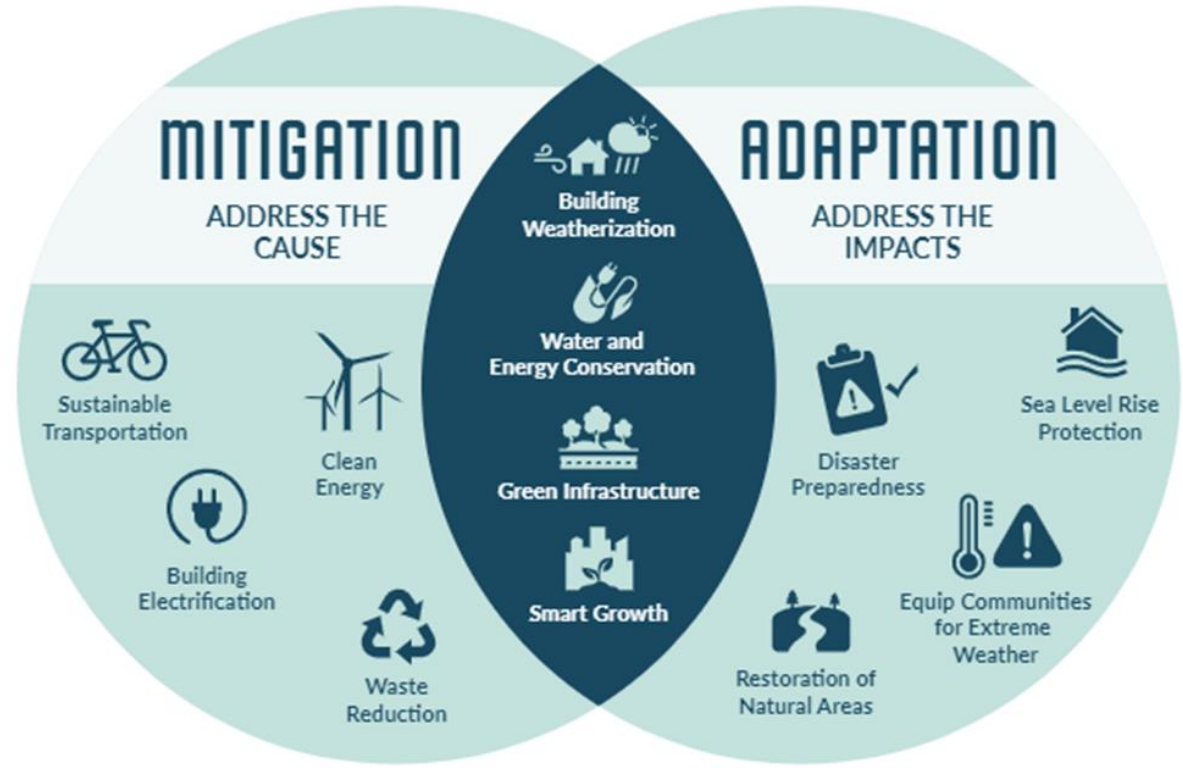 MITIGATION
ADDRESS THE
CAUSE
Sustainable
Transportation
Clean
Energy
Building
Electrification
Waste
Reduction
Building
Weatherization
Water and
Energy Conservation
Green Infrastructure
Smart Growth
ADAPTATION
ADDRESS THE
IMPACTS
Sea Level Rise
Protection
Disaster
Preparedness
Equip Communities
for Extreme
Weather
Restoration of
Natural Areas